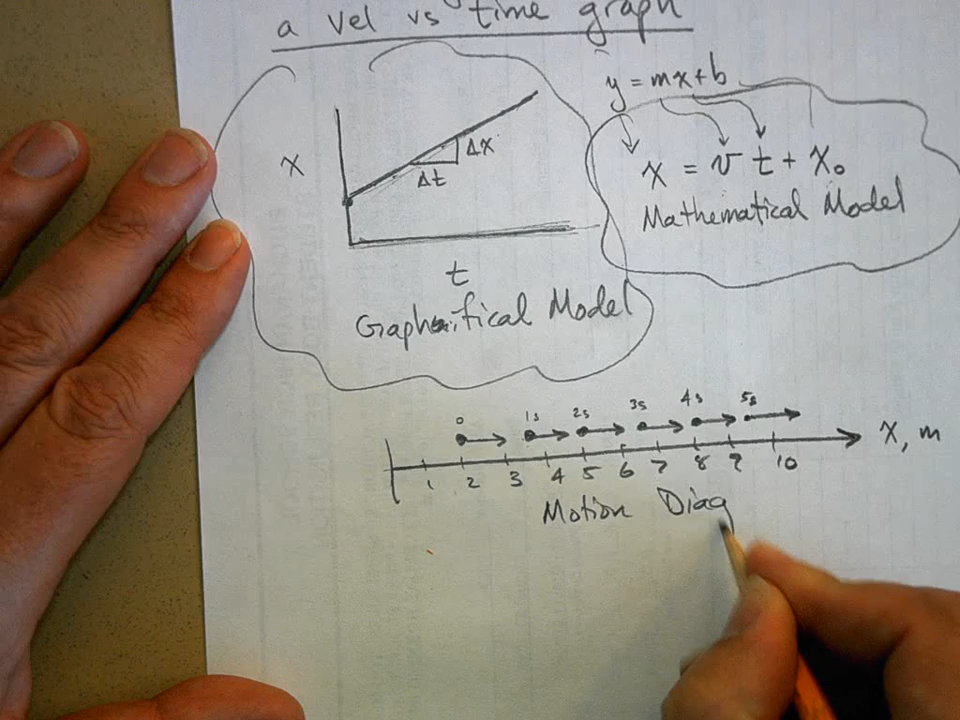 a vel vs time graph
y = mx + b
x
Δx
Δt
t
x = v t + x₀
Mathematical Model
Graphical Model
0 1s 2s 3s 4s 5s
1 2 3 4 5 6 7 8 9 10
X, m
Motion Diag